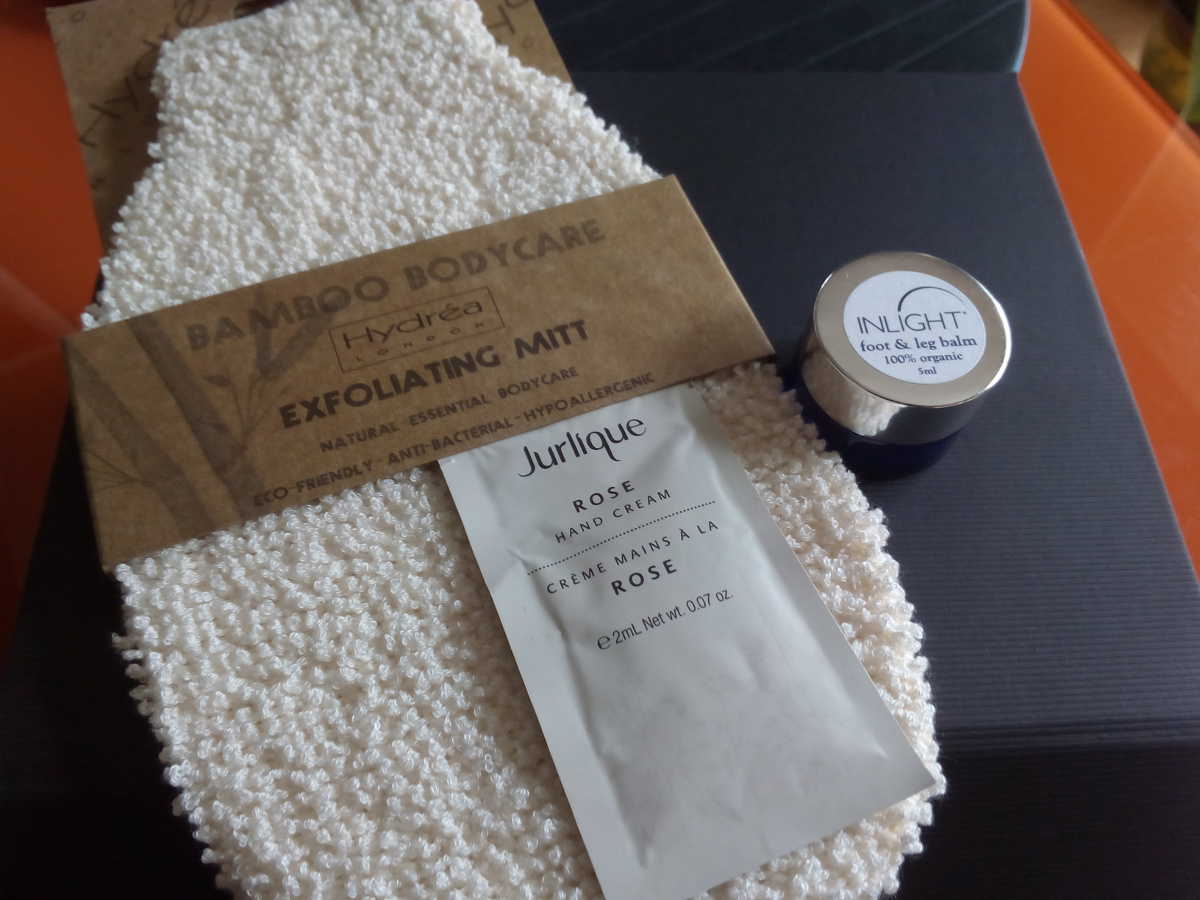 BAMBOO BODYCARE
Hydréa
LONDON
EXFOLIATING MITT
NATURAL ESSENTIAL BODYCARE
ECO-FRIENDLY - ANTI-BACTERIAL - HYPOALLERGENIC
Jurlique
ROSE
HAND CREAM
CRÈME MAINS À LA
ROSE
℮ 2mL Net wt. 0.07 oz.
INLIGHT®
foot & leg balm
100% organic
5ml